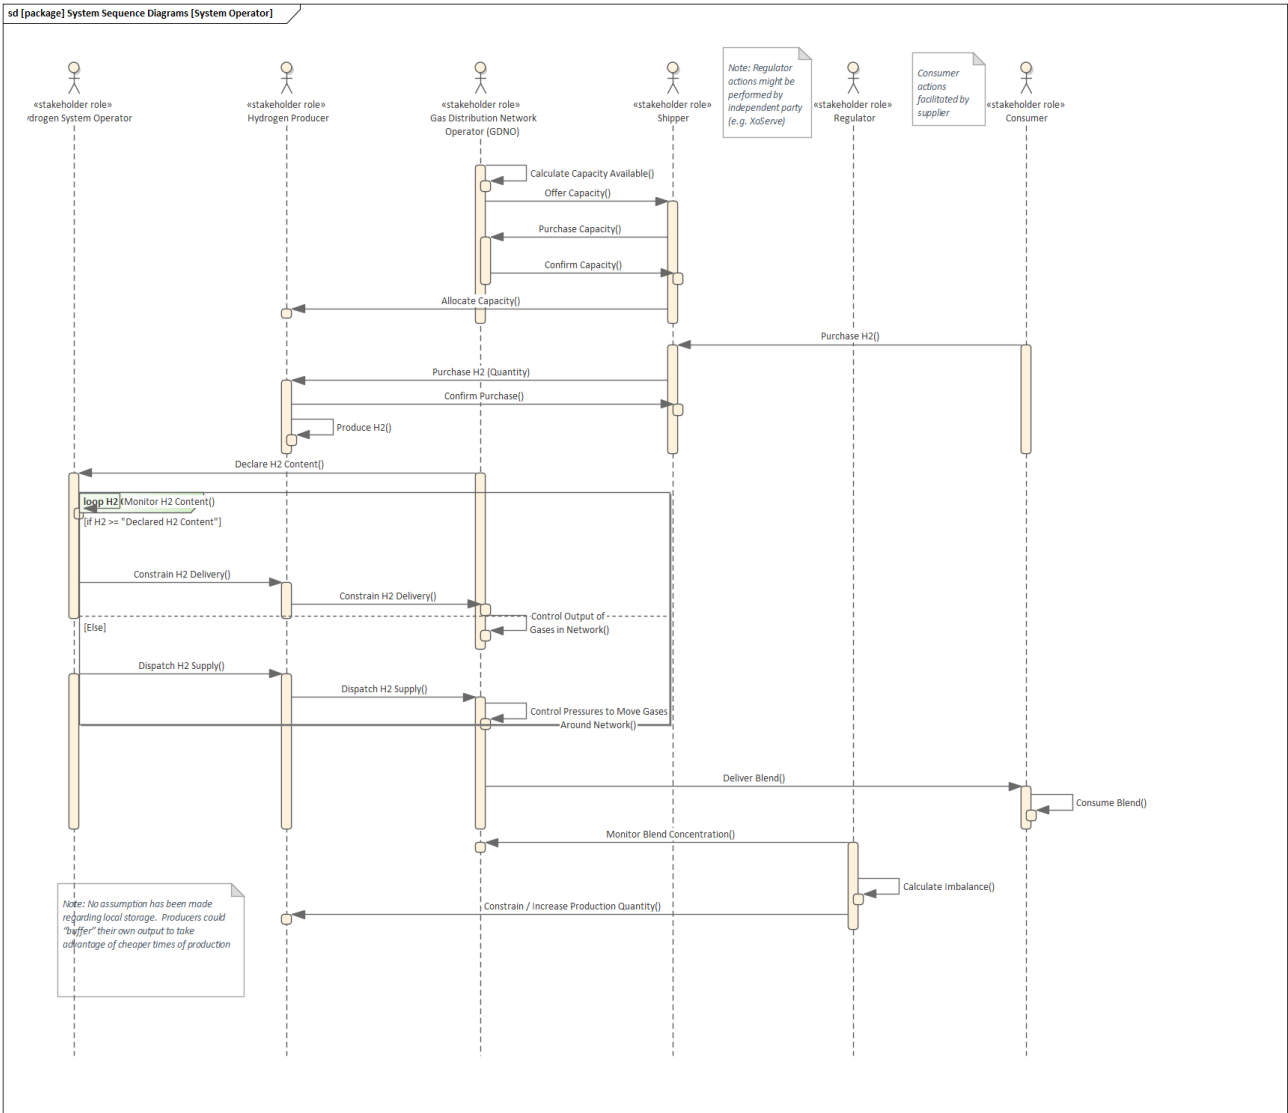 sd [package] System Sequence Diagrams [System Operator]
Note: Regulator
actions might be
performed by
independent party
(e.g. XoServe)
Consumer
actions
facilitated by
supplier
«stakeholder role»
drogen System Operator
«stakeholder role»
Hydrogen Producer
«stakeholder role»
Gas Distribution Network
Operator (GDNO)
«stakeholder role»
Shipper
«stakeholder role»
Regulator
«stakeholder role»
Consumer
Calculate Capacity Available()
Offer Capacity()
Purchase Capacity()
Confirm Capacity()
Allocate Capacity()
Purchase H2()
Purchase H2 (Quantity)
Confirm Purchase()
Produce H2()
Declare H2 Content()
loop H2
Monitor H2 Content()
[if H2 >= "Declared H2 Content"]
Constrain H2 Delivery()
Constrain H2 Delivery()
Control Output of
Gases in Network()
[Else]
Dispatch H2 Supply()
Dispatch H2 Supply()
Control Pressures to Move Gases
Around Network()
Deliver Blend()
Consume Blend()
Monitor Blend Concentration()
Calculate Imbalance()
Constrain / Increase Production Quantity()
Note: No assumption has been made
regarding local storage. Producers could
"buffer" their own output to take
advantage of cheaper times of production